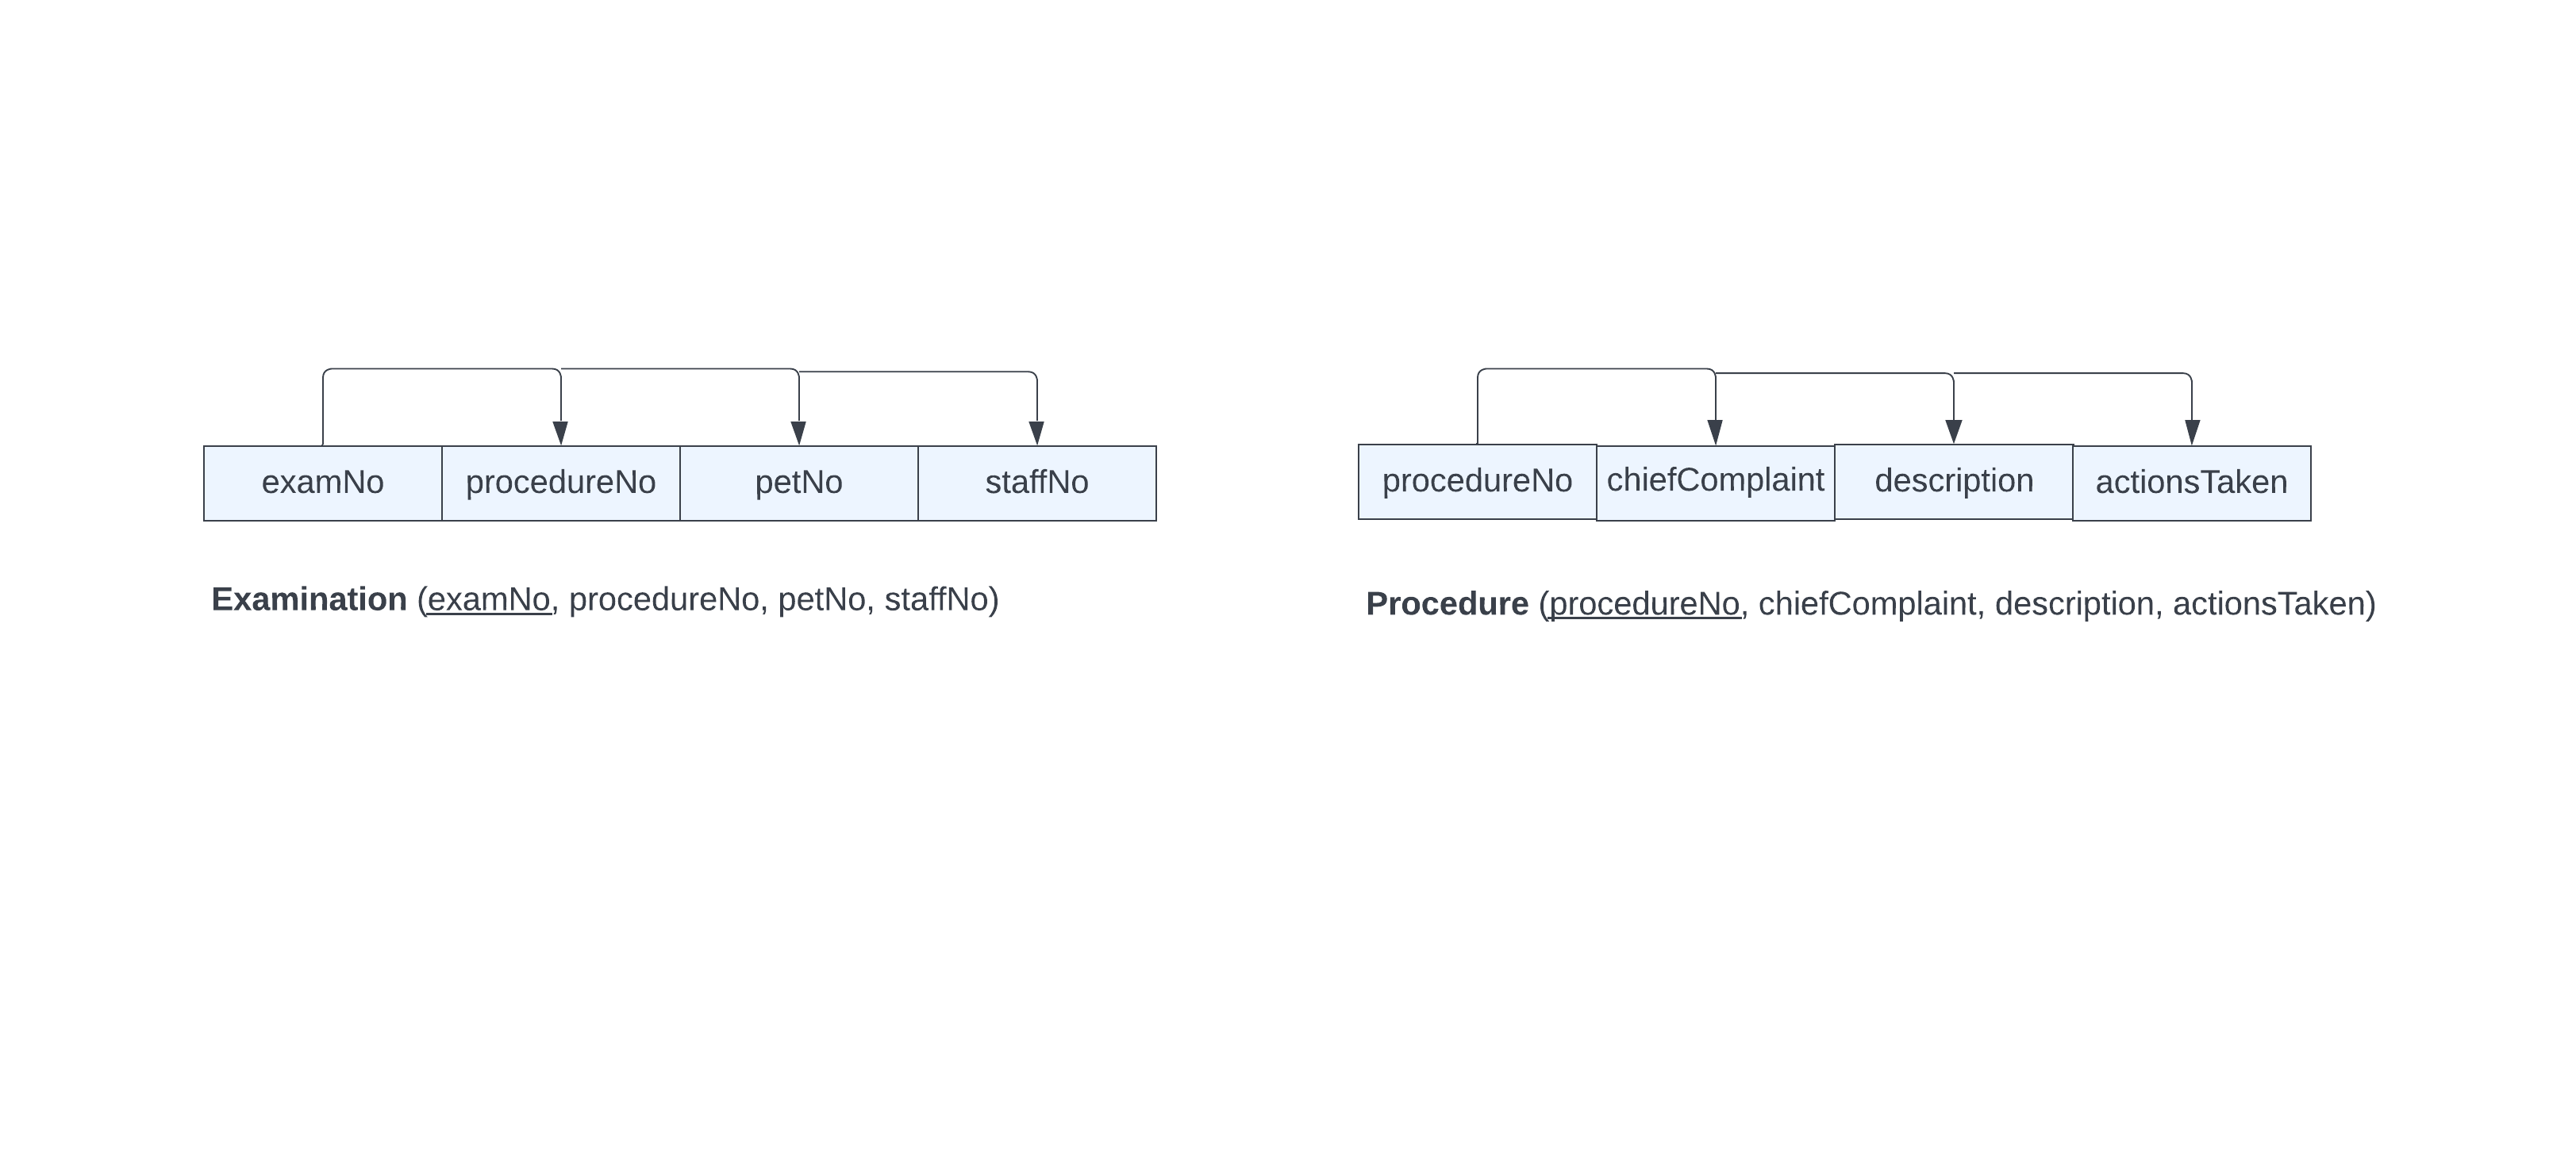 examNo procedureNo petNo staffNo
Examination (examNo, procedureNo, petNo, staffNo)
procedureNo chiefComplaint description actionsTaken
Procedure (procedureNo, chiefComplaint, description, actionsTaken)